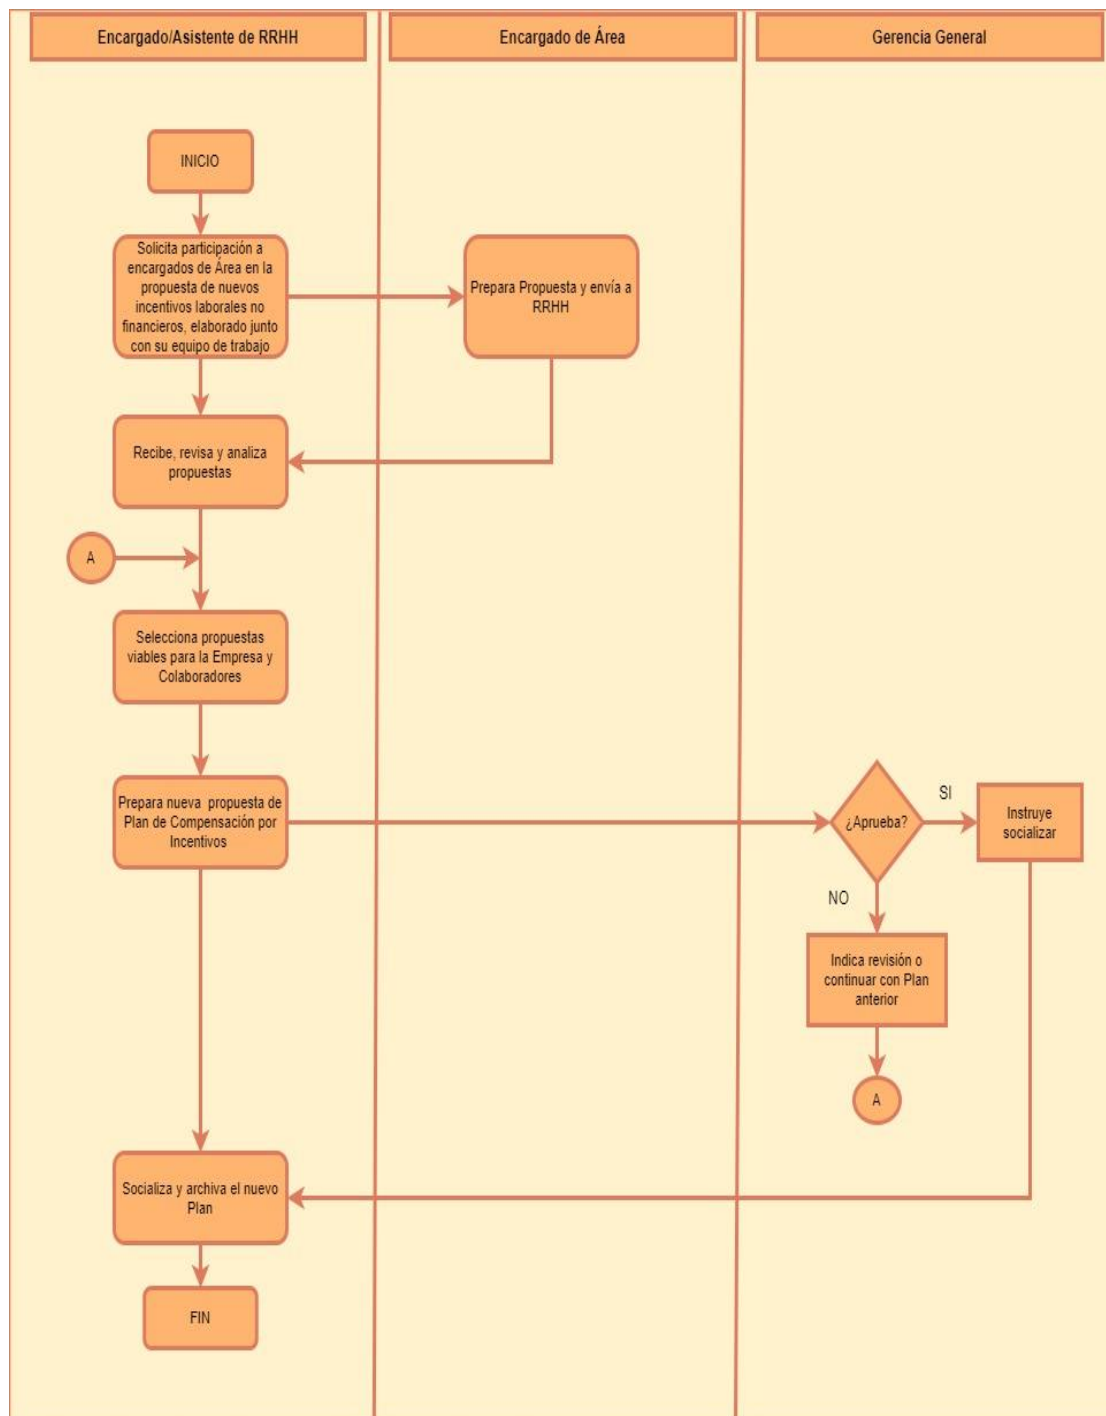 Encargado/Asistente de RRHH
Encargado de Área
Gerencia General
INICIO
Solicita participación a
encargados de Área en la
propuesta de nuevos
incentivos laborales no
financieros, elaborado junto
con su equipo de trabajo
Prepara Propuesta y envía a
RRHH
Recibe, revisa y analiza
propuestas
A
Selecciona propuestas
viables para la Empresa y
Colaboradores
Prepara nueva propuesta de
Plan de Compensación por
Incentivos
¿Aprueba?
SI
Instruye
socializar
NO
Indica revisión o
continuar con Plan
anterior
A
Socializa y archiva el nuevo
Plan
FIN